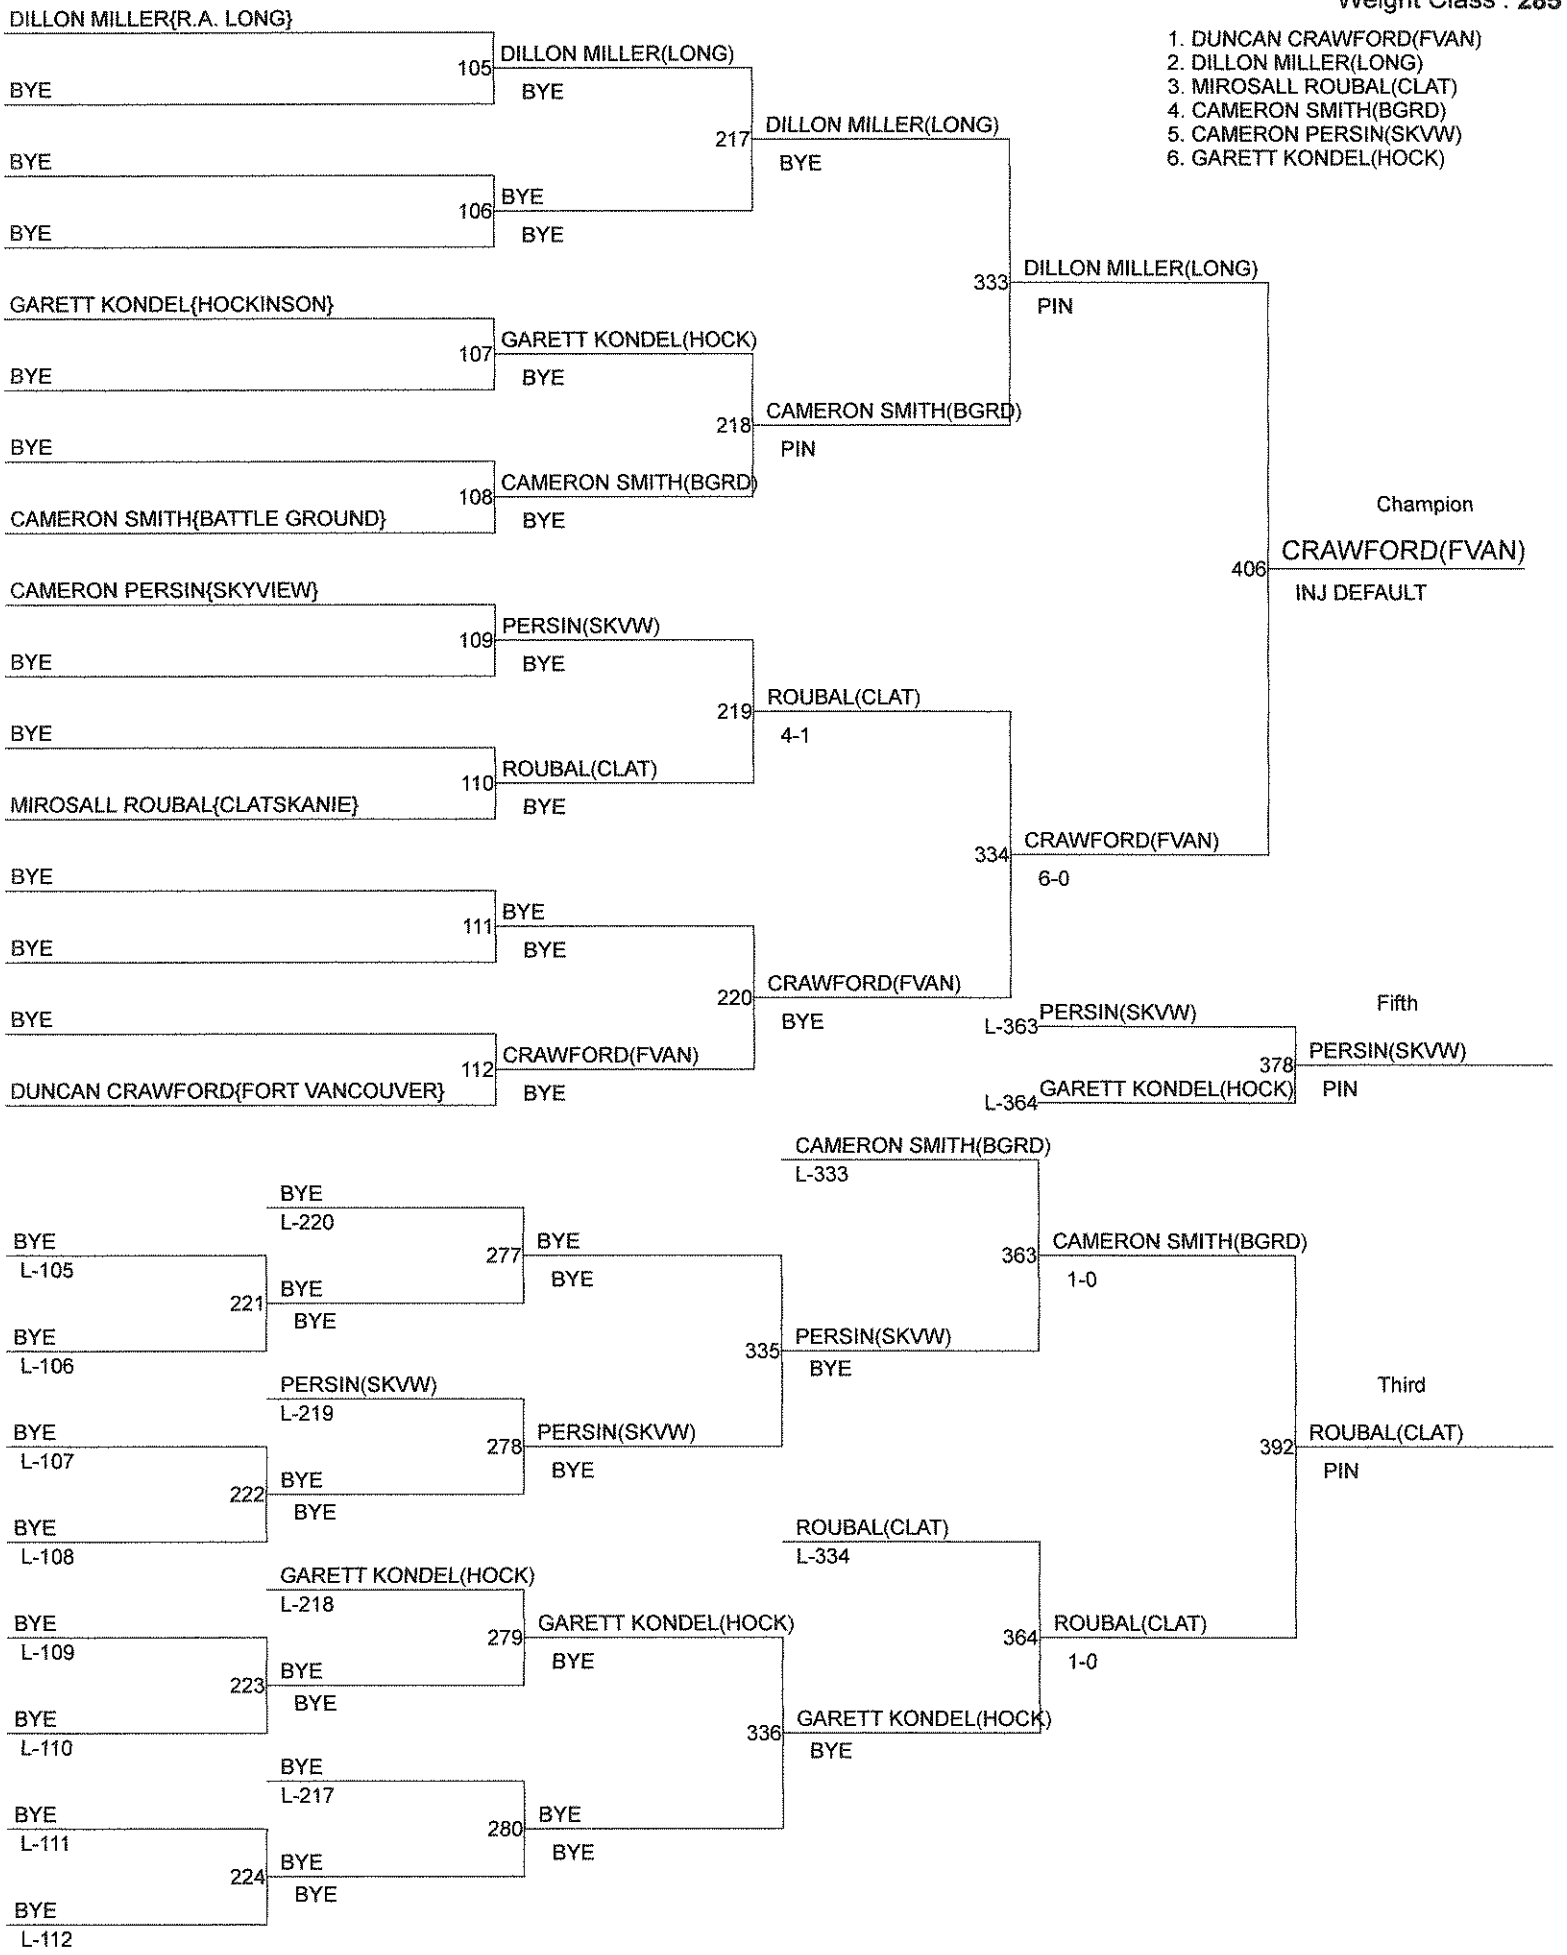 Weight Class : 285
1. DUNCAN CRAWFORD(FVAN)
2. DILLON MILLER(LONG)
3. MIROSALL ROUBAL(CLAT)
4. CAMERON SMITH(BGRD)
5. CAMERON PERSIN(SKVW)
6. GARETT KONDEL(HOCK)
DILLON MILLER{R.A. LONG}
105
DILLON MILLER(LONG)
BYE
BYE
217
DILLON MILLER(LONG)
BYE
BYE
106
BYE
BYE
BYE
333
DILLON MILLER(LONG)
PIN
GARETT KONDEL{HOCKINSON}
107
GARETT KONDEL(HOCK)
BYE
BYE
218
CAMERON SMITH(BGRD)
PIN
BYE
108
CAMERON SMITH(BGRD)
BYE
CAMERON SMITH{BATTLE GROUND}
Champion
406
CRAWFORD(FVAN)
INJ DEFAULT
CAMERON PERSIN{SKYVIEW}
109
PERSIN(SKVW)
BYE
BYE
219
ROUBAL(CLAT)
4-1
BYE
110
ROUBAL(CLAT)
BYE
MIROSALL ROUBAL{CLATSKANIE}
334
CRAWFORD(FVAN)
6-0
BYE
111
BYE
BYE
BYE
220
CRAWFORD(FVAN)
BYE
BYE
112
CRAWFORD(FVAN)
BYE
DUNCAN CRAWFORD{FORT VANCOUVER}
Fifth
L-363
PERSIN(SKVW)
378
PERSIN(SKVW)
PIN
L-364
GARETT KONDEL(HOCK)
CAMERON SMITH(BGRD)
L-333
BYE
L-220
BYE
L-105
277
BYE
BYE
363
CAMERON SMITH(BGRD)
1-0
221
BYE
BYE
BYE
L-106
335
PERSIN(SKVW)
BYE
PERSIN(SKVW)
L-219
Third
BYE
L-107
278
PERSIN(SKVW)
BYE
392
ROUBAL(CLAT)
PIN
222
BYE
BYE
BYE
L-108
ROUBAL(CLAT)
L-334
GARETT KONDEL(HOCK)
L-218
BYE
L-109
279
GARETT KONDEL(HOCK)
BYE
364
ROUBAL(CLAT)
1-0
223
BYE
BYE
BYE
L-110
336
GARETT KONDEL(HOCK)
BYE
BYE
L-217
BYE
L-111
280
BYE
BYE
224
BYE
BYE
BYE
L-112